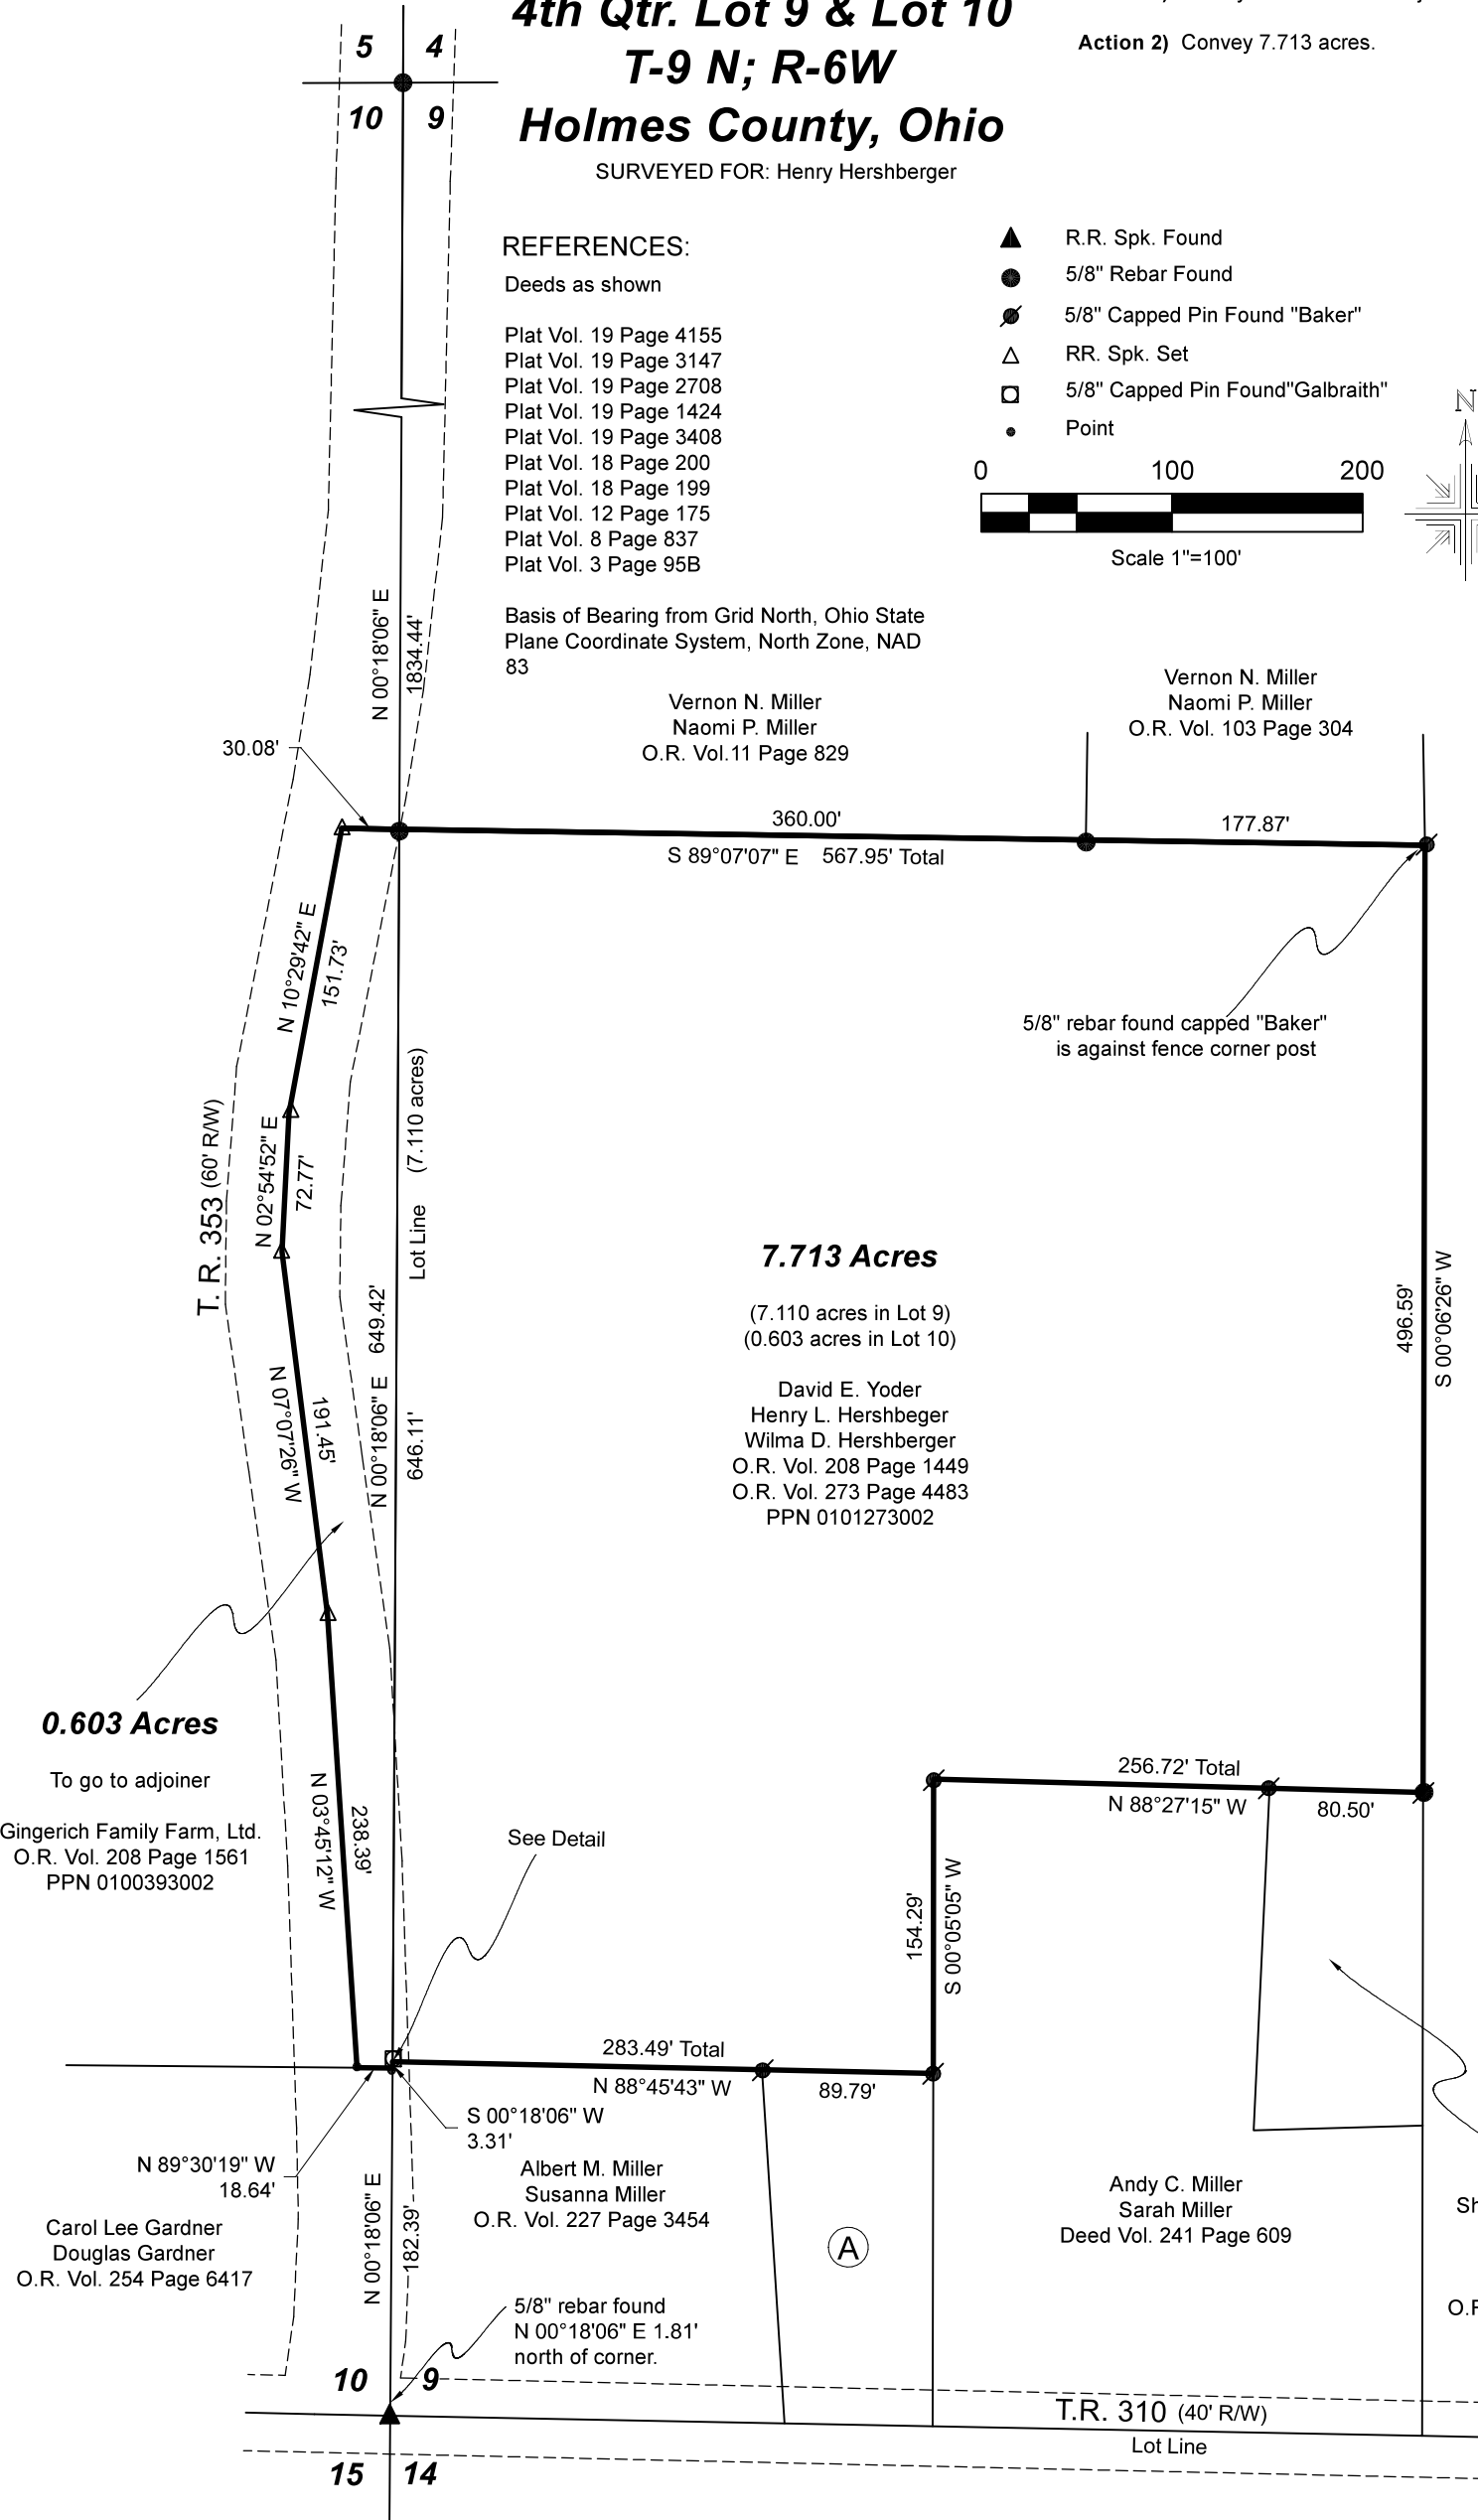 4th Qtr. Lot 9 & Lot 10
T-9 N; R-6W
Holmes County, Ohio
SURVEYED FOR: Henry Hershberger
Action 2) Convey 7.713 acres.
5 4
10 9
REFERENCES:
Deeds as shown
Plat Vol. 19 Page 4155
Plat Vol. 19 Page 3147
Plat Vol. 19 Page 2708
Plat Vol. 19 Page 1424
Plat Vol. 19 Page 3408
Plat Vol. 18 Page 200
Plat Vol. 18 Page 199
Plat Vol. 12 Page 175
Plat Vol. 8 Page 837
Plat Vol. 3 Page 95B
Basis of Bearing from Grid North, Ohio State
Plane Coordinate System, North Zone, NAD
83
R.R. Spk. Found
5/8" Rebar Found
5/8" Capped Pin Found "Baker"
RR. Spk. Set
5/8" Capped Pin Found"Galbraith"
Point
0 100 200
Scale 1"=100'
N
N 00°18'06" E
1834.44'
Vernon N. Miller
Naomi P. Miller
O.R. Vol.11 Page 829
Vernon N. Miller
Naomi P. Miller
O.R. Vol. 103 Page 304
30.08'
360.00'
177.87'
S 89°07'07" E 567.95' Total
N 10°29'42" E
151.73'
5/8" rebar found capped "Baker"
is against fence corner post
T. R. 353 (60' R/W)
N 02°54'52" E
72.77'
Lot Line (7.110 acres)
N 00°18'06" E 649.42'
646.11'
N 07°07'26" W
191.45'
7.713 Acres
(7.110 acres in Lot 9)
(0.603 acres in Lot 10)
David E. Yoder
Henry L. Hershbeger
Wilma D. Hershberger
O.R. Vol. 208 Page 1449
O.R. Vol. 273 Page 4483
PPN 0101273002
496.59'
S 00°06'26" W
0.603 Acres
To go to adjoiner
Gingerich Family Farm, Ltd.
O.R. Vol. 208 Page 1561
PPN 0100393002
N 03°45'12" W
238.39'
See Detail
256.72' Total
N 88°27'15" W
80.50'
154.29'
S 00°05'05" W
283.49' Total
N 88°45'43" W
89.79'
S 00°18'06" W
3.31'
N 89°30'19" W
18.64'
Albert M. Miller
Susanna Miller
O.R. Vol. 227 Page 3454
Andy C. Miller
Sarah Miller
Deed Vol. 241 Page 609
Carol Lee Gardner
Douglas Gardner
O.R. Vol. 254 Page 6417
N 00°18'06" E
182.39'
A
Sh
O.R
5/8" rebar found
N 00°18'06" E 1.81'
north of corner.
10 9
T.R. 310 (40' R/W)
Lot Line
15 14